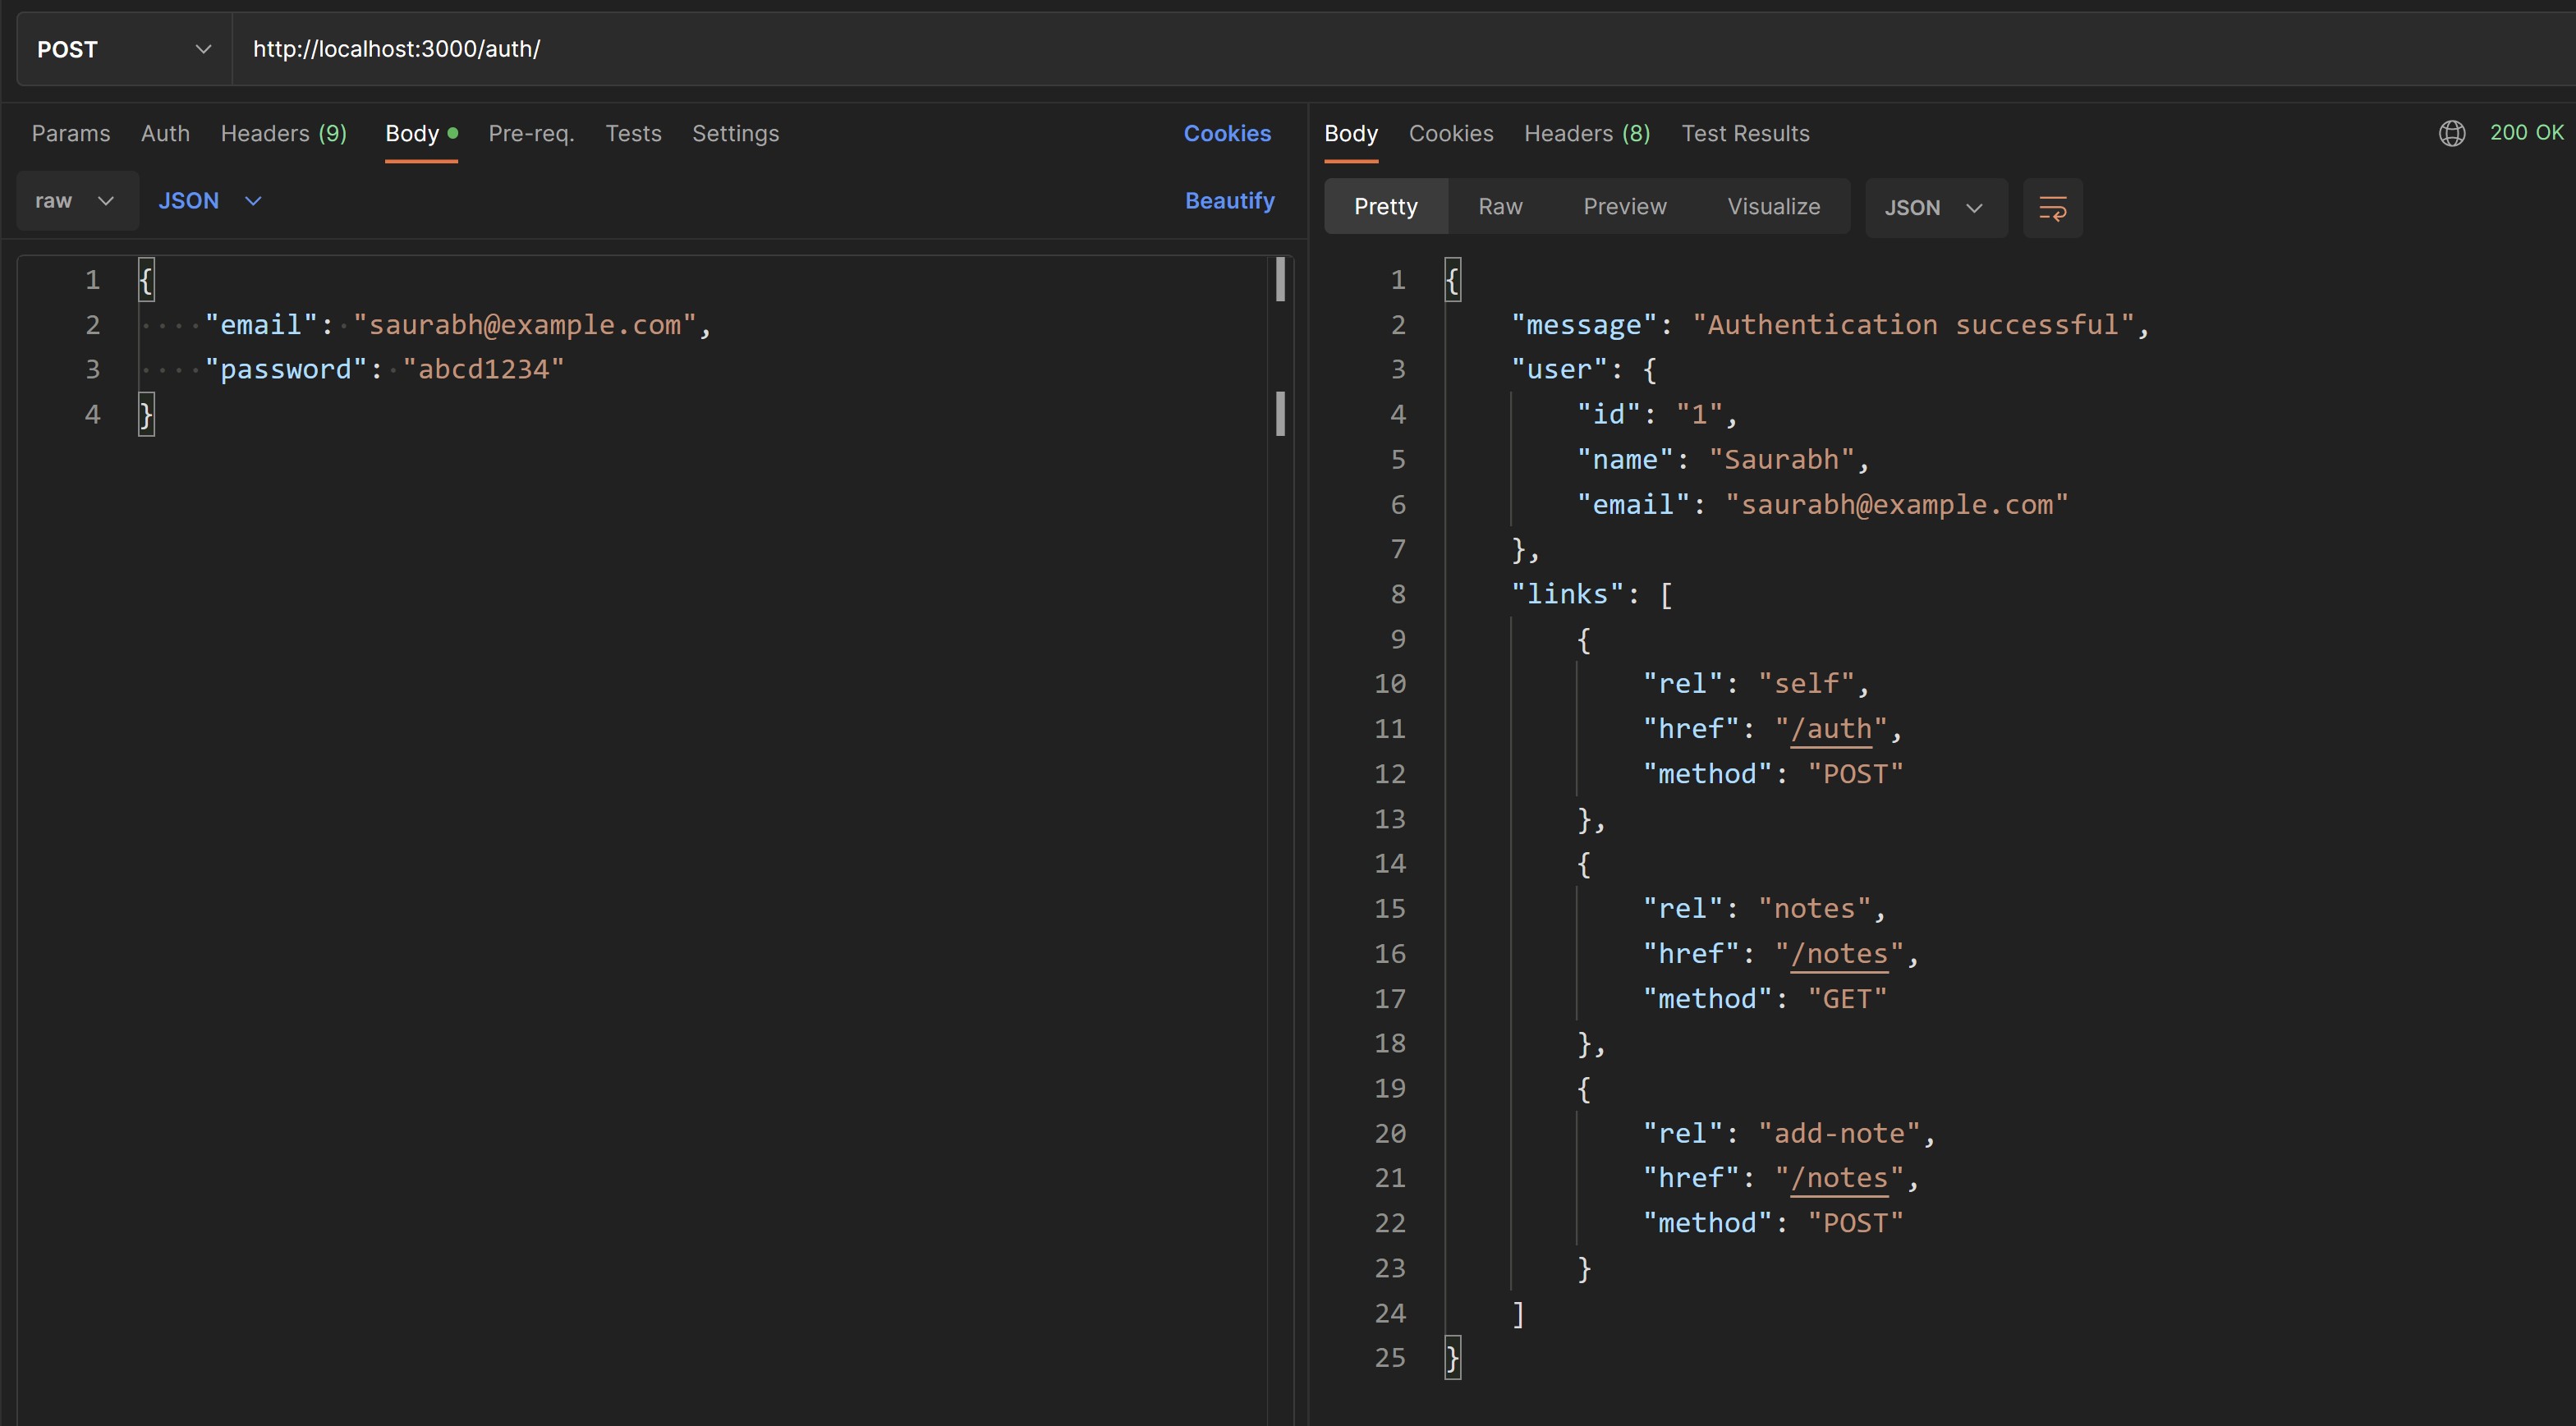 POST http://localhost:3000/auth/
Params Auth Headers (9) Body Pre-req. Tests Settings Cookies
raw JSON Beautify
1 {
2 "email": "saurabh@example.com",
3 "password": "abcd1234"
4 }
Body Cookies Headers (8) Test Results 200 OK
Pretty Raw Preview Visualize JSON
1 {
2 "message": "Authentication successful",
3 "user": {
4 "id": "1",
5 "name": "Saurabh",
6 "email": "saurabh@example.com"
7 },
8 "links": [
9 {
10 "rel": "self",
11 "href": "/auth",
12 "method": "POST"
13 },
14 {
15 "rel": "notes",
16 "href": "/notes",
17 "method": "GET"
18 },
19 {
20 "rel": "add-note",
21 "href": "/notes",
22 "method": "POST"
23 }
24 ]
25 }